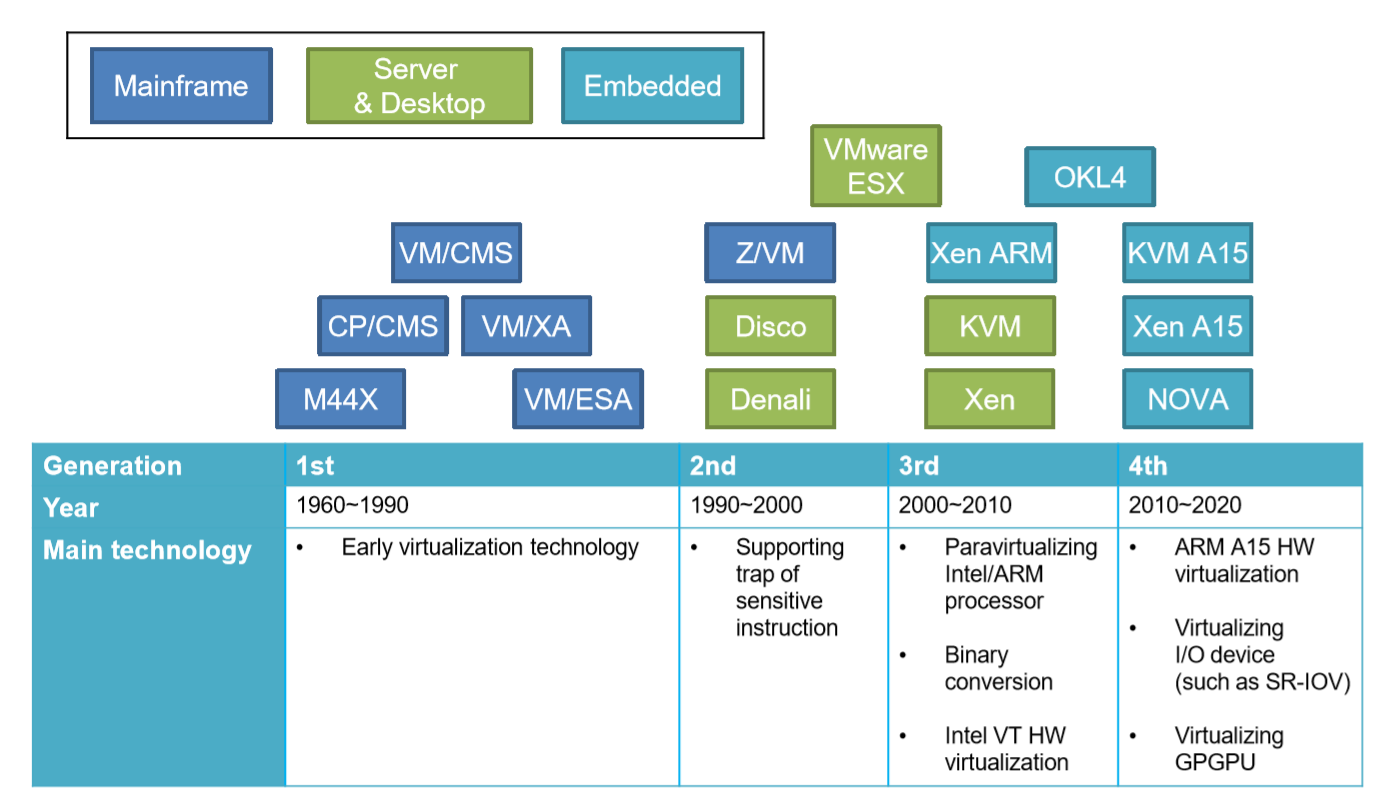 Mainframe
Server
& Desktop
Embedded
VMware
ESX
OKL4
VM/CMS
Z/VM
Xen ARM
KVM A15
CP/CMS
VM/XA
Disco
KVM
Xen A15
M44X
VM/ESA
Denali
Xen
NOVA
Generation
1st
2nd
3rd
4th
Year
1960~1990
1990~2000
2000~2010
2010~2020
Main technology
• Early virtualization technology
• Supporting
trap of
sensitive
instruction
• Paravirtualizing
Intel/ARM
processor
• Binary
conversion
• Intel VT HW
virtualization
• ARM A15 HW
virtualization
• Virtualizing
I/O device
(such as SR-IOV)
• Virtualizing
GPGPU